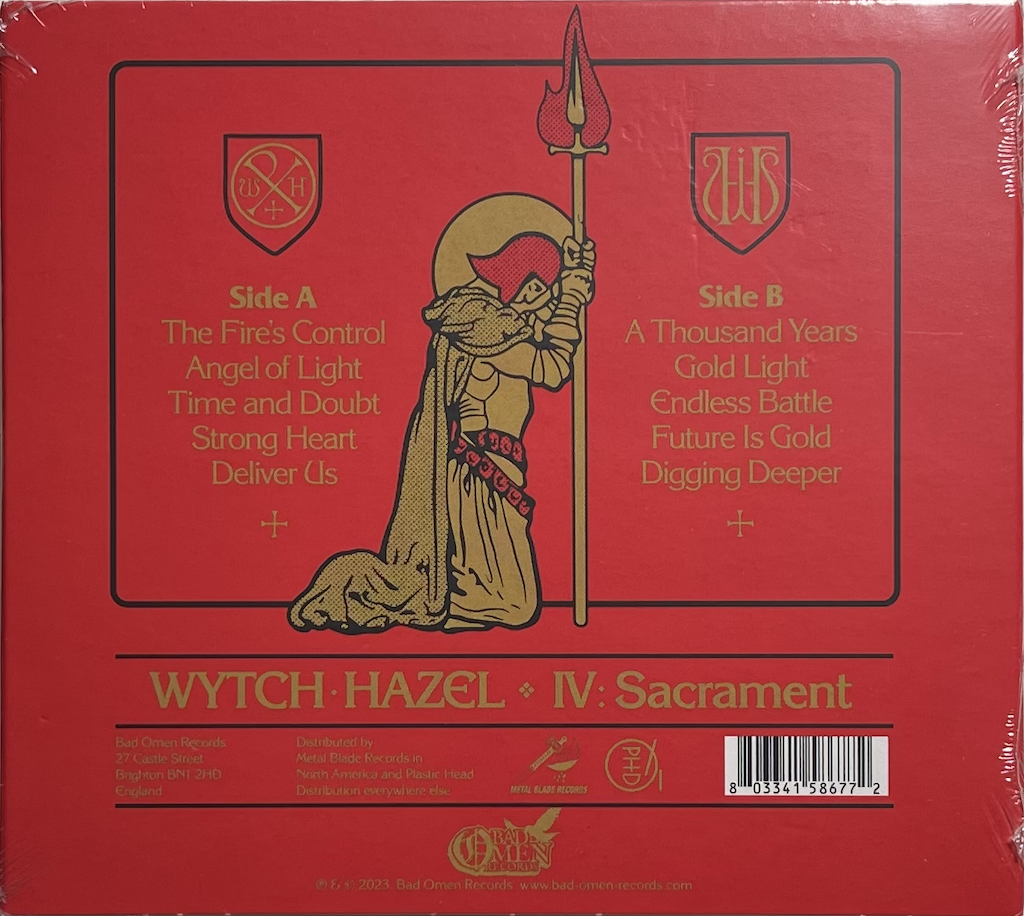 W H
Side A
The Fire's Control
Angel of Light
Time and Doubt
Strong Heart
Deliver Us
Side B
A Thousand Years
Gold Light
Endless Battle
Future Is Gold
Digging Deeper
WYTCH·HAZEL IV: Sacrament
Bad Omen Records
27 Castle Street
Brighton BN1 2HD
England
Distributed by
Metal Blade Records in
North America and Plastic Head
Distribution everywhere else
METAL BLADE RECORDS
PHD
8 03341 58677 2
BAD
OMEN
RECORDS
℗ & © 2023 Bad Omen Records www.bad-omen-records.com